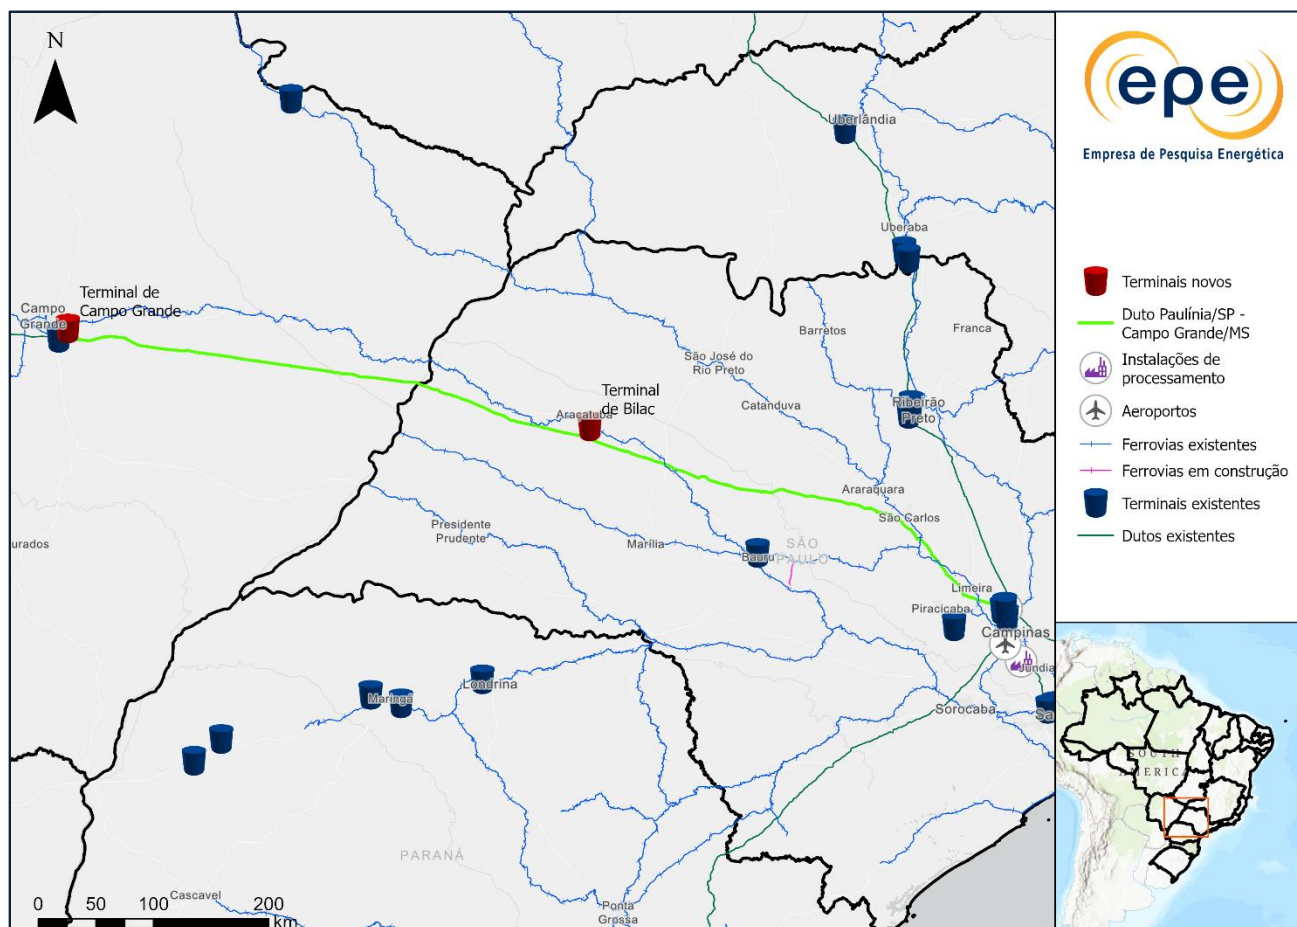 N
Uberlândia
Uberaba
Terminal de
Campo Grande
Campo
Grande
Barretos
Franca
São José do
Rio Preto
Terminal
de Bilac
Araçatuba
Catanduva
Ribeirão
Preto
Araraquara
São Carlos
Presidente
Prudente
urados
Marília
Bauru
SÃO
PAULO
Limeira
Piracicaba
Campinas
Jundia
Sorocaba
Sa
Londrina
Maringá
PARANÁ
Cascavel
Ponta
Grossa
0 50 100 200
km
epe
Empresa de Pesquisa Energética
Terminais novos
Duto Paulínia/SP -
Campo Grande/MS
Instalações de
processamento
Aeroportos
Ferrovias existentes
Ferrovias em construção
Terminais existentes
Dutos existentes
SOUTH
AMERICA